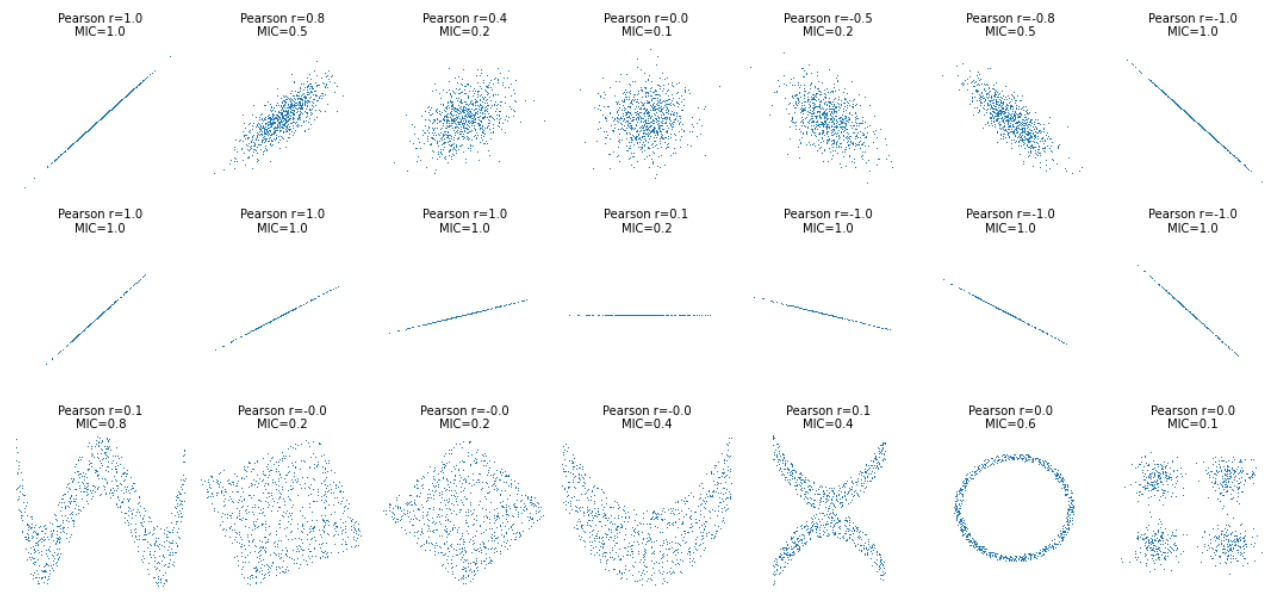 Pearson r=1.0
MIC=1.0
Pearson r=0.8
MIC=0.5
Pearson r=0.4
MIC=0.2
Pearson r=0.0
MIC=0.1
Pearson r=-0.5
MIC=0.2
Pearson r=-0.8
MIC=0.5
Pearson r=-1.0
MIC=1.0
Pearson r=1.0
MIC=1.0
Pearson r=1.0
MIC=1.0
Pearson r=1.0
MIC=1.0
Pearson r=0.1
MIC=0.2
Pearson r=-1.0
MIC=1.0
Pearson r=-1.0
MIC=1.0
Pearson r=-1.0
MIC=1.0
Pearson r=0.1
MIC=0.8
Pearson r=-0.0
MIC=0.2
Pearson r=-0.0
MIC=0.2
Pearson r=-0.0
MIC=0.4
Pearson r=0.1
MIC=0.4
Pearson r=0.0
MIC=0.6
Pearson r=0.0
MIC=0.1